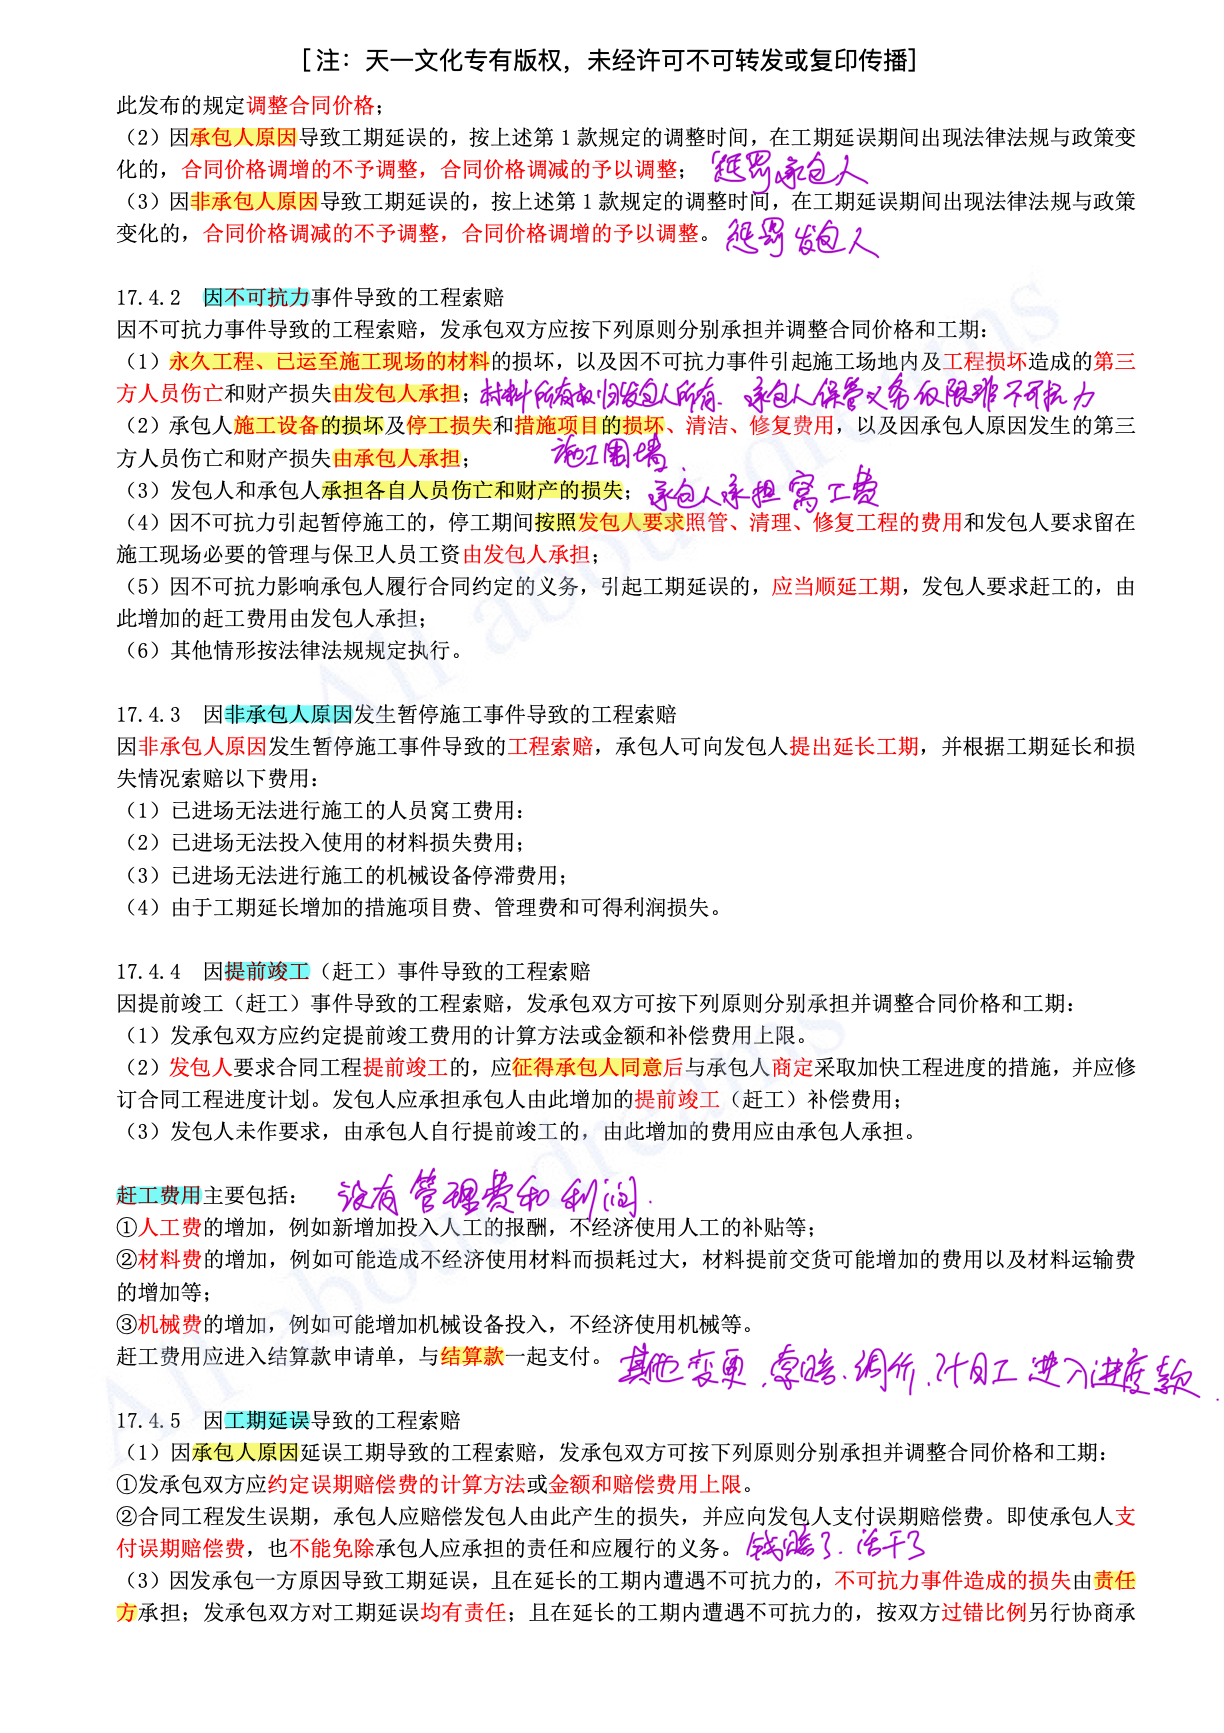 [注：天一文化专有版权，未经许可不可转发或复印传播]
此发布的规定调整合同价格；
（2）因承包人原因导致工期延误的，按上述第 1 款规定的调整时间，在工期延误期间出现法律法规与政策变
化的，合同价格调增的不予调整，合同价格调减的予以调整； 惩罚承包人
（3）因非承包人原因导致工期延误的，按上述第 1 款规定的调整时间，在工期延误期间出现法律法规与政策
变化的，合同价格调减的不予调整，合同价格调增的予以调整。 惩罚发包人
17.4.2 因不可抗力事件导致的工程索赔
因不可抗力事件导致的工程索赔，发承包双方应按下列原则分别承担并调整合同价格和工期：
（1）永久工程、已运至施工现场的材料的损坏，以及因不可抗力事件引起施工场地内及工程损坏造成的第三
方人员伤亡和财产损失由发包人承担；材料所有权归发包人所有. 承包人保管义务仅限非不可抗力
（2）承包人施工设备的损坏及停工损失和措施项目的损坏、清洁、修复费用，以及因承包人原因发生的第三
方人员伤亡和财产损失由承包人承担； 施工围墙.
（3）发包人和承包人承担各自人员伤亡和财产的损失；承包人承担窝工费
（4）因不可抗力引起暂停施工的，停工期间按照发包人要求照管、清理、修复工程的费用和发包人要求留在
施工现场必要的管理与保卫人员工资由发包人承担；
（5）因不可抗力影响承包人履行合同约定的义务，引起工期延误的，应当顺延工期，发包人要求赶工的，由
此增加的赶工费用由发包人承担；
（6）其他情形按法律法规规定执行。
17.4.3 因非承包人原因发生暂停施工事件导致的工程索赔
因非承包人原因发生暂停施工事件导致的工程索赔，承包人可向发包人提出延长工期，并根据工期延长和损
失情况索赔以下费用：
（1）已进场无法进行施工的人员窝工费用：
（2）已进场无法投入使用的材料损失费用；
（3）已进场无法进行施工的机械设备停滞费用；
（4）由于工期延长增加的措施项目费、管理费和可得利润损失。
17.4.4 因提前竣工（赶工）事件导致的工程索赔
因提前竣工（赶工）事件导致的工程索赔，发承包双方可按下列原则分别承担并调整合同价格和工期：
（1）发承包双方应约定提前竣工费用的计算方法或金额和补偿费用上限。
（2）发包人要求合同工程提前竣工的，应征得承包人同意后与承包人商定采取加快工程进度的措施，并应修
订合同工程进度计划。发包人应承担承包人由此增加的提前竣工（赶工）补偿费用；
（3）发包人未作要求，由承包人自行提前竣工的，由此增加的费用应由承包人承担。
赶工费用主要包括： 没有管理费和利润.
①人工费的增加，例如新增加投入人工的报酬，不经济使用人工的补贴等；
②材料费的增加，例如可能造成不经济使用材料而损耗过大，材料提前交货可能增加的费用以及材料运输费
的增加等；
③机械费的增加，例如可能增加机械设备投入，不经济使用机械等。
赶工费用应进入结算款申请单，与结算款一起支付。 其他变更、索赔、调价、计日工进入进度款.
17.4.5 因工期延误导致的工程索赔
（1）因承包人原因延误工期导致的工程索赔，发承包双方可按下列原则分别承担并调整合同价格和工期：
①发承包双方应约定误期赔偿费的计算方法或金额和赔偿费用上限。
②合同工程发生误期，承包人应赔偿发包人由此产生的损失，并应向发包人支付误期赔偿费。即使承包人支
付误期赔偿费，也不能免除承包人应承担的责任和应履行的义务。 钱赔了. 活干了
（3）因发承包一方原因导致工期延误，且在延长的工期内遭遇不可抗力的，不可抗力事件造成的损失由责任
方承担；发承包双方对工期延误均有责任；且在延长的工期内遭遇不可抗力的，按双方过错比例另行协商承
All about dreams
All about dreams